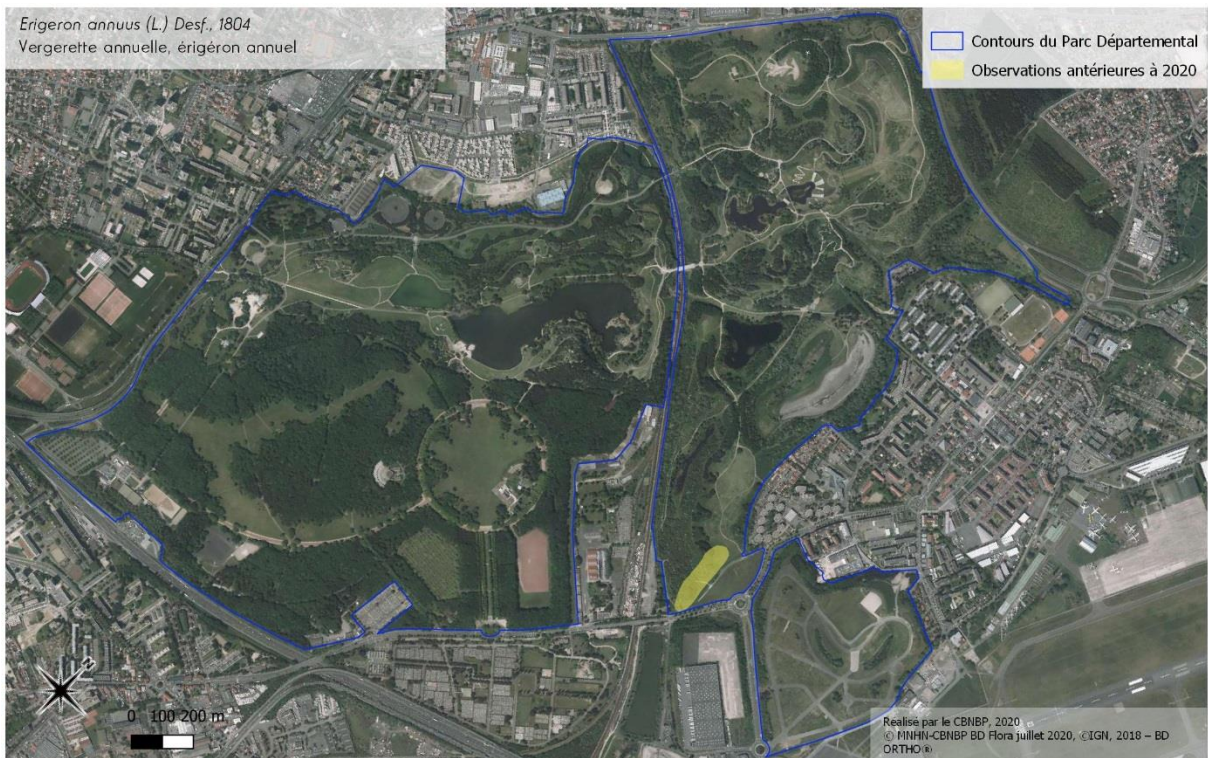 Erigeron annuus (L.) Desf., 1804
Vergerette annuelle, érigéron annuel
Contours du Parc Départemental
Observations antérieures à 2020
N
0 100 200 m
Réalisé par le CBNBP, 2020
© MNHN-CBNBP BD Flora juillet 2020, ©IGN, 2018 – BD
ORTHO®